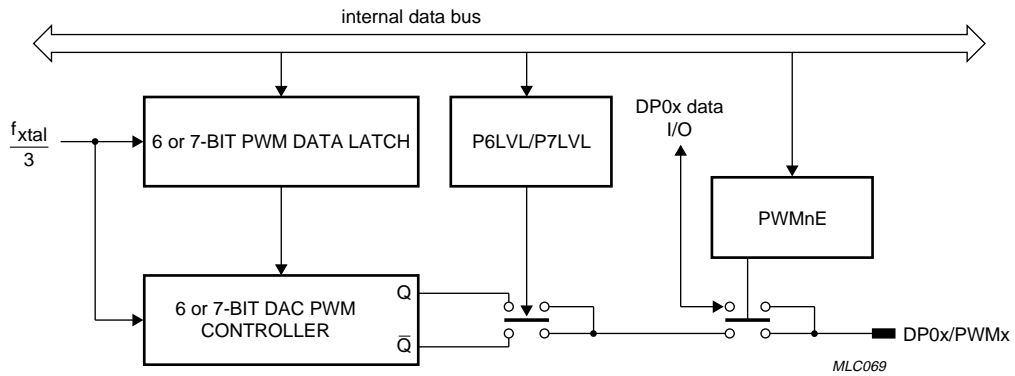 internal data bus
f xtal
3
6 or 7-BIT PWM DATA LATCH
P6LVL/P7LVL
DP0x data
I/O
PWMnE
6 or 7-BIT DAC PWM
CONTROLLER
Q
Q̅
DP0x/PWMx
MLC069